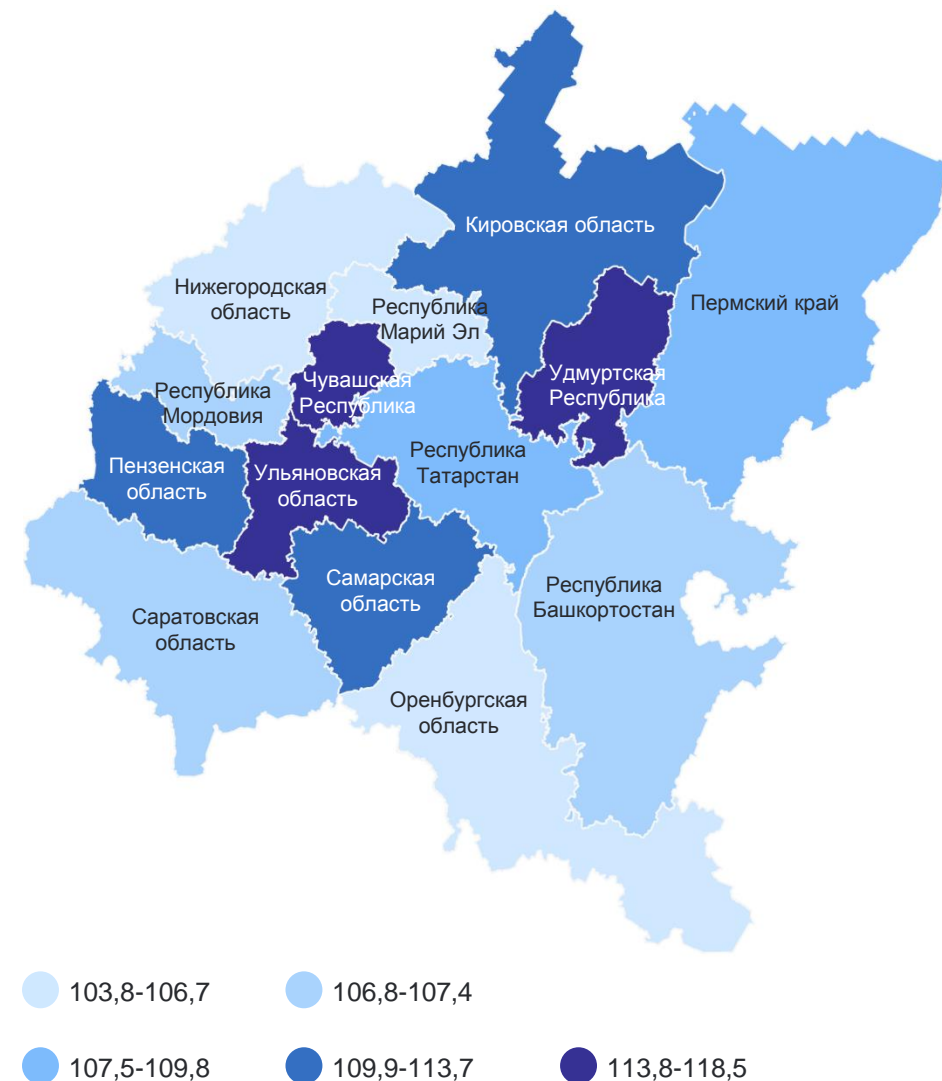 Кировская область
Нижегородская
область
Республика
Марий Эл
Пермский край
Чувашская
Республика
Удмуртская
Республика
Республика
Мордовия
Республика
Татарстан
Пензенская
область
Ульяновская
область
Самарская
область
Республика
Башкортостан
Саратовская
область
Оренбургская
область
103,8-106,7
106,8-107,4
107,5-109,8
109,9-113,7
113,8-118,5